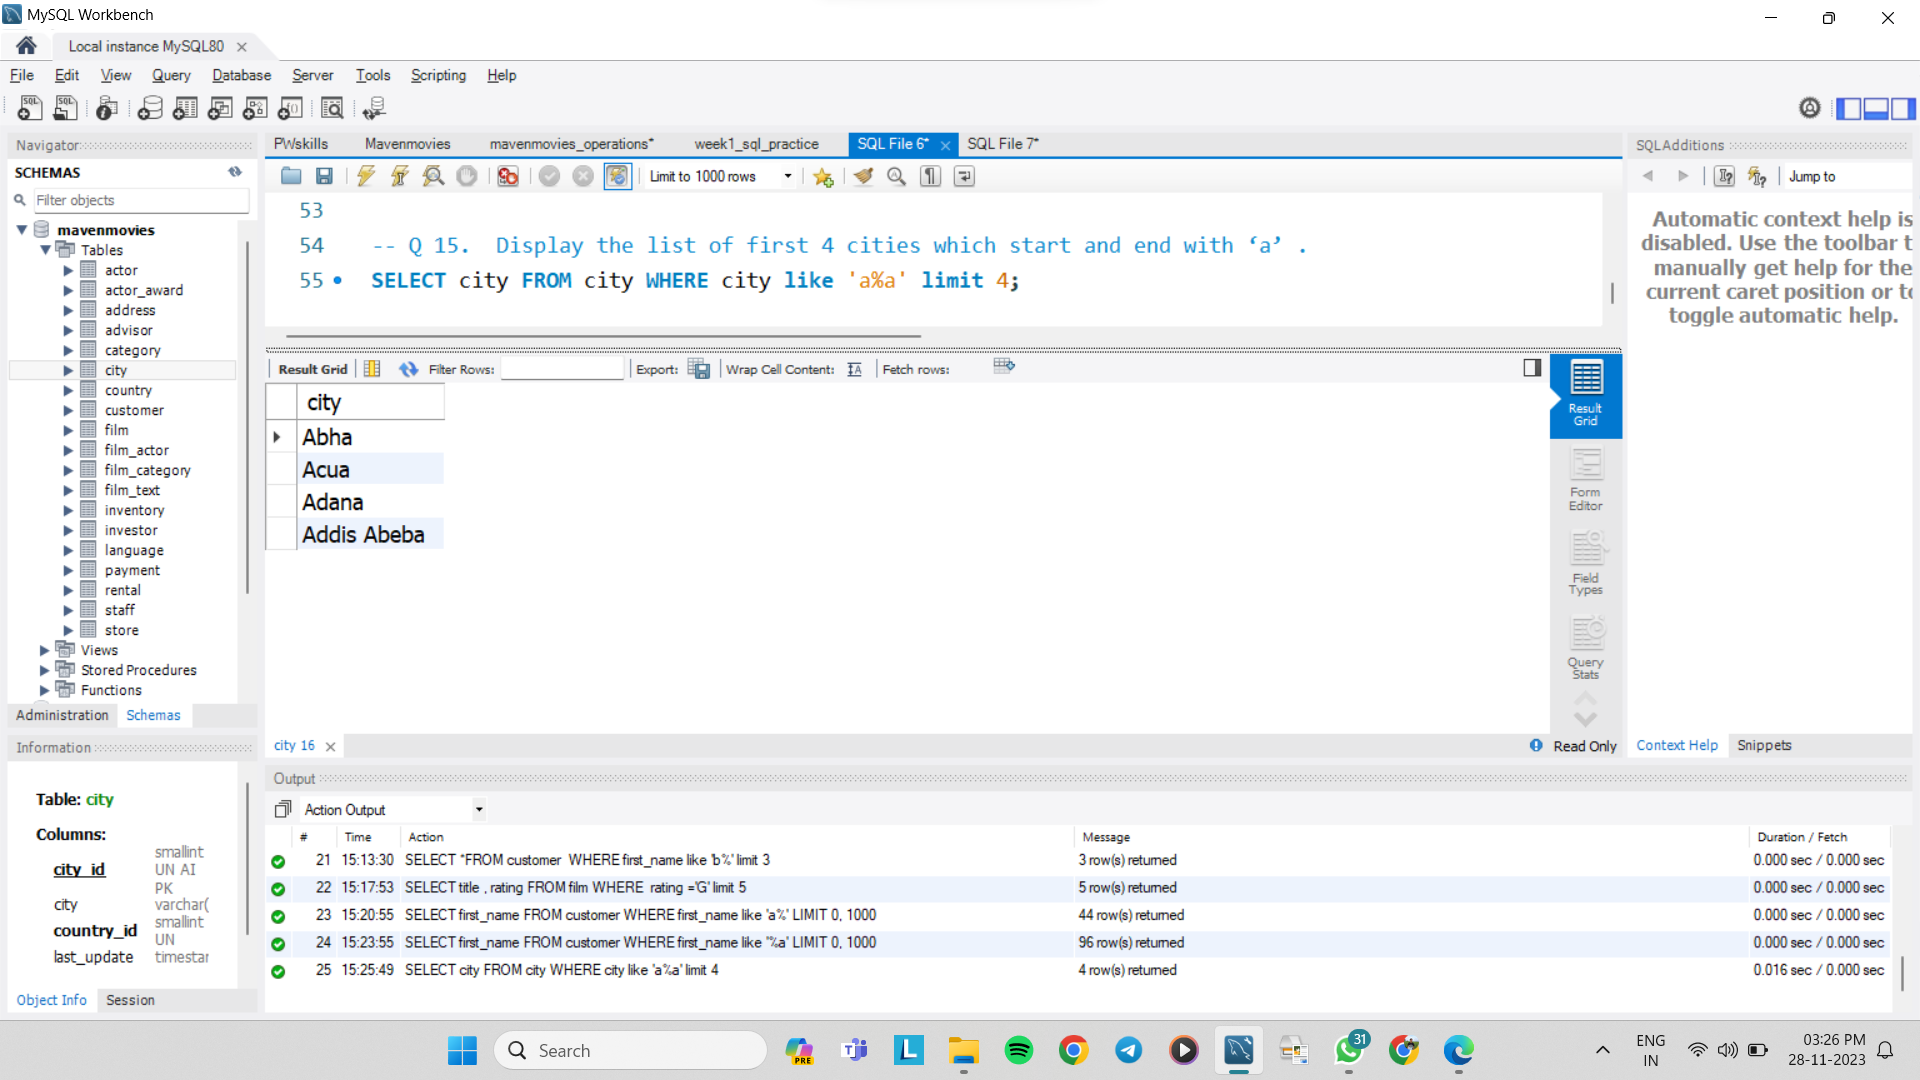 MySQL Workbench
Local instance MySQL80
File Edit View Query Database Server Tools Scripting Help
Navigator
SCHEMAS
Filter objects
mavenmovies
Tables
actor
actor_award
address
advisor
category
city
country
customer
film
film_actor
film_category
film_text
inventory
investor
language
payment
rental
staff
store
Views
Stored Procedures
Functions
Administration Schemas
Information
Table: city
Columns:
city_id smallint UN AI PK
city varchar(
country_id smallint UN
last_update timestar
Object Info Session
PWskills Mavenmovies mavenmovies_operations* week1_sql_practice SQL File 6* SQL File 7*
Limit to 1000 rows
53
54 -- Q 15. Display the list of first 4 cities which start and end with ‘a’ .
55 SELECT city FROM city WHERE city like 'a%a' limit 4;
Result Grid Filter Rows: Export: Wrap Cell Content: Fetch rows:
city
Abha
Acua
Adana
Addis Abeba
Result Grid
Form Editor
Field Types
Query Stats
city 16
Read Only
SQLAdditions
Jump to
Automatic context help is
disabled. Use the toolbar t
manually get help for the
current caret position or to
toggle automatic help.
Context Help Snippets
Output
Action Output
# Time Action Message Duration / Fetch
21 15:13:30 SELECT *FROM customer WHERE first_name like 'b%' limit 3 3 row(s) returned 0.000 sec / 0.000 sec
22 15:17:53 SELECT title , rating FROM film WHERE rating ='G' limit 5 5 row(s) returned 0.000 sec / 0.000 sec
23 15:20:55 SELECT first_name FROM customer WHERE first_name like 'a%' LIMIT 0, 1000 44 row(s) returned 0.000 sec / 0.000 sec
24 15:23:55 SELECT first_name FROM customer WHERE first_name like '%a' LIMIT 0, 1000 96 row(s) returned 0.000 sec / 0.000 sec
25 15:25:49 SELECT city FROM city WHERE city like 'a%a' limit 4 4 row(s) returned 0.016 sec / 0.000 sec
Search
PRE
31
ENG
IN
03:26 PM
28-11-2023